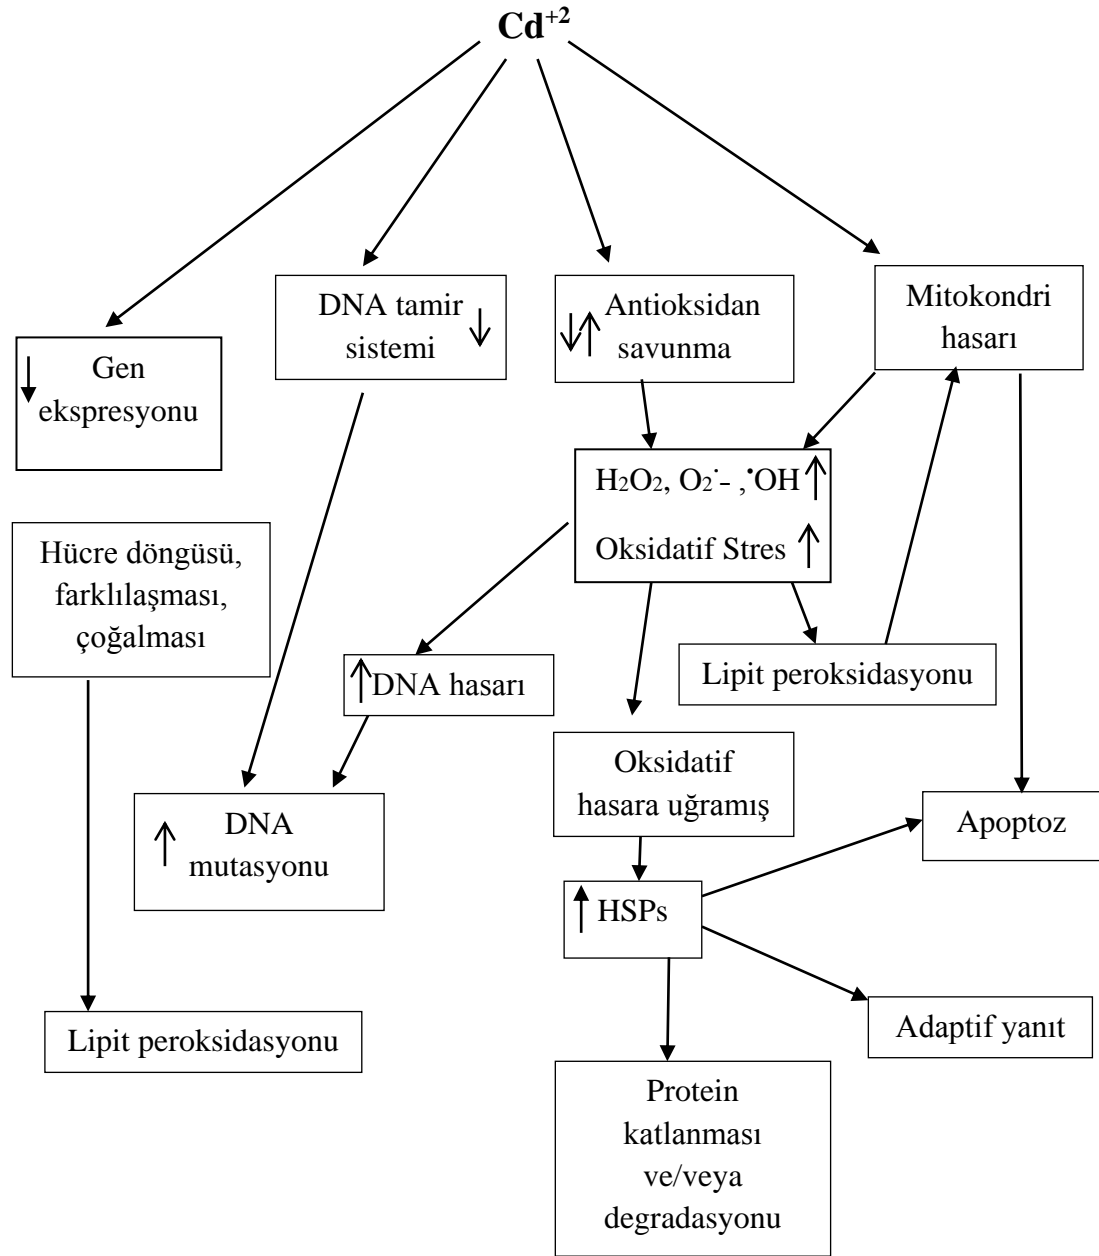 Cd⁺²
DNA tamir
sistemi
Antioksidan
savunma
Mitokondri
hasarı
Gen
ekspresyonu
H₂O₂, O₂˙⁻ ,˙OH
Oksidatif Stres
Hücre döngüsü,
farklılaşması,
çoğalması
DNA hasarı
Lipit peroksidasyonu
Oksidatif
hasara uğramış
DNA
mutasyonu
Apoptoz
HSPs
Lipit peroksidasyonu
Adaptif yanıt
Protein
katlanması
ve/veya
degradasyonu